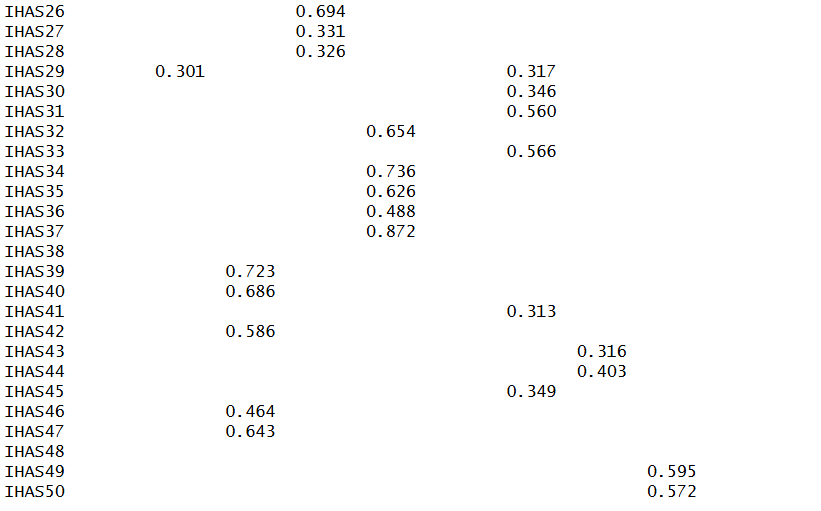 IHAS26 0.694
IHAS27 0.331
IHAS28 0.326
IHAS29 0.301 0.317
IHAS30 0.346
IHAS31 0.560
IHAS32 0.654
IHAS33 0.566
IHAS34 0.736
IHAS35 0.626
IHAS36 0.488
IHAS37 0.872
IHAS38
IHAS39 0.723
IHAS40 0.686
IHAS41 0.313
IHAS42 0.586
IHAS43 0.316
IHAS44 0.403
IHAS45 0.349
IHAS46 0.464
IHAS47 0.643
IHAS48
IHAS49 0.595
IHAS50 0.572